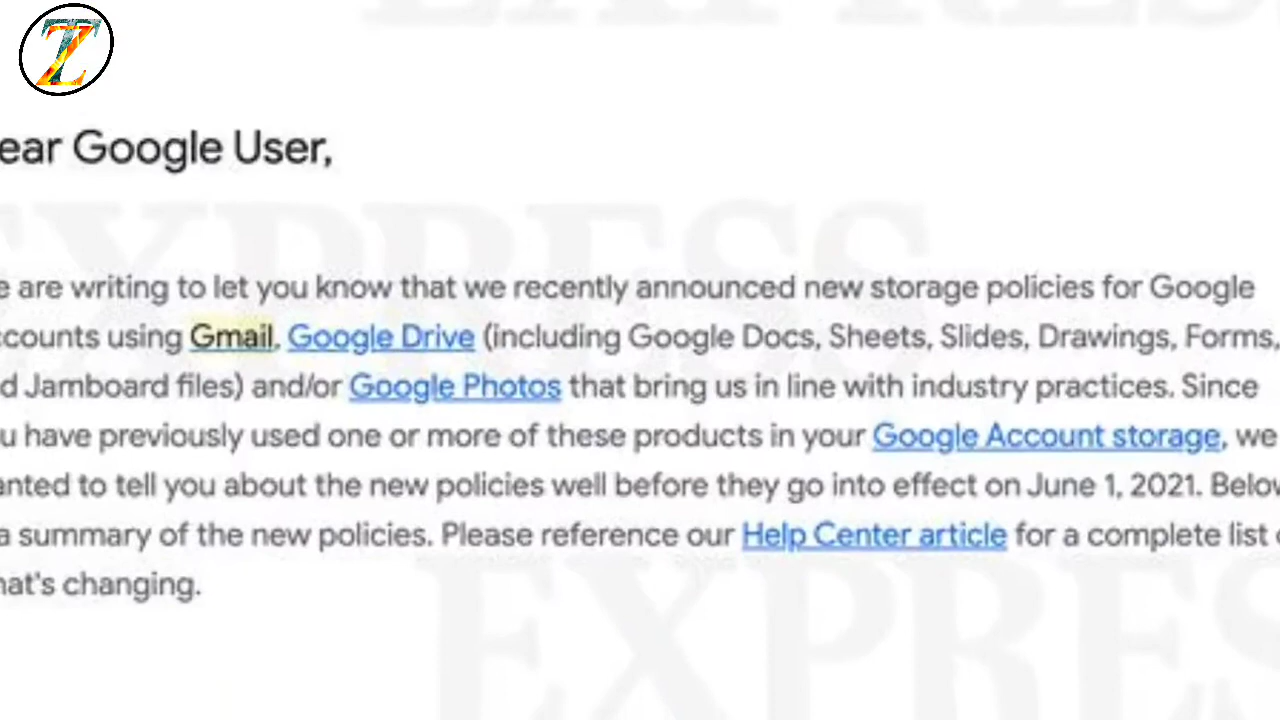 EXPRES
ear Google User,
EXPRESS
e are writing to let you know that we recently announced new storage policies for Google
ccounts using Gmail, Google Drive (including Google Docs, Sheets, Slides, Drawings, Forms,
d Jamboard files) and/or Google Photos that bring us in line with industry practices. Since
u have previously used one or more of these products in your Google Account storage, we
anted to tell you about the new policies well before they go into effect on June 1, 2021. Below
a summary of the new policies. Please reference our Help Center article for a complete list o
hat's changing.
EXPRES